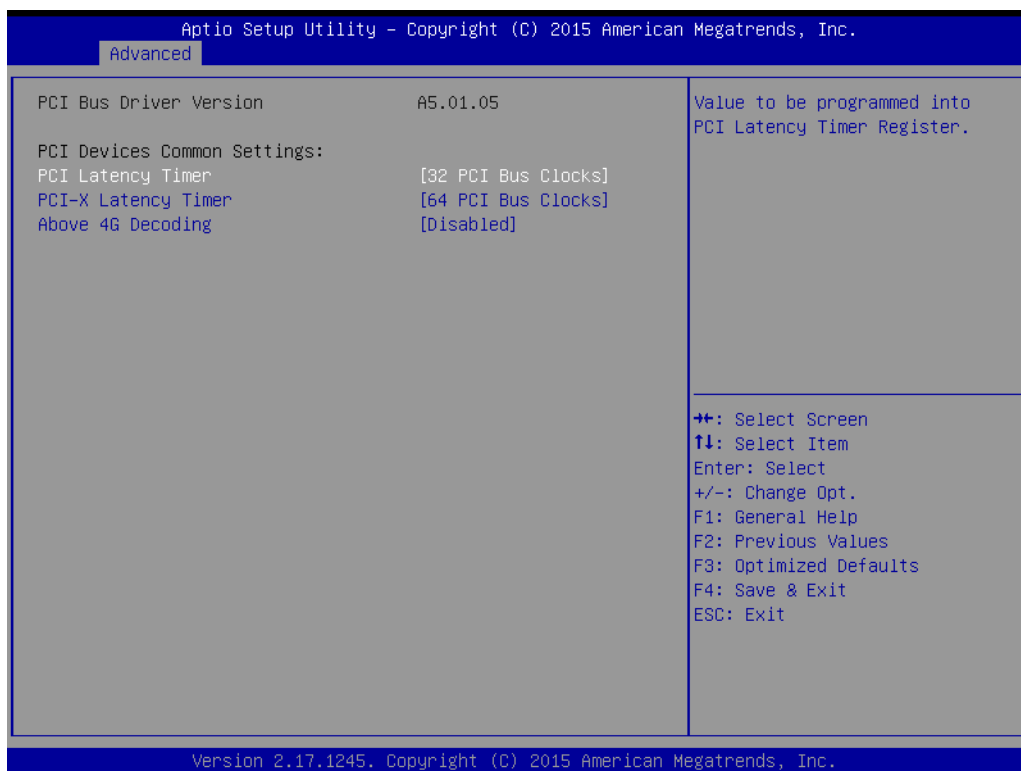 Aptio Setup Utility – Copyright (C) 2015 American Megatrends, Inc.
Advanced
PCI Bus Driver Version A5.01.05
PCI Devices Common Settings:
PCI Latency Timer [32 PCI Bus Clocks]
PCI-X Latency Timer [64 PCI Bus Clocks]
Above 4G Decoding [Disabled]
Value to be programmed into
PCI Latency Timer Register.
→←: Select Screen
↑↓: Select Item
Enter: Select
+/-: Change Opt.
F1: General Help
F2: Previous Values
F3: Optimized Defaults
F4: Save & Exit
ESC: Exit
Version 2.17.1245. Copyright (C) 2015 American Megatrends, Inc.